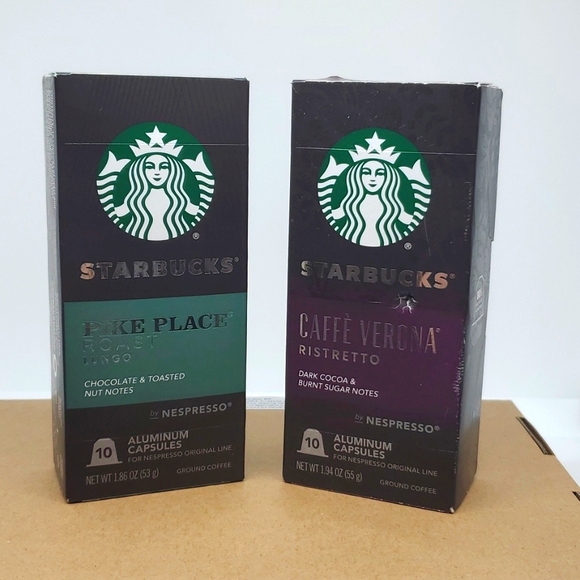 STARBUCKS®
PIKE PLACE®
ROAST
LUNGO
CHOCOLATE & TOASTED
NUT NOTES
by NESPRESSO®
10 ALUMINUM
CAPSULES
FOR NESPRESSO ORIGINAL LINE
NET WT 1.86 OZ (53 g)
GROUND COFFEE
STARBUCKS®
CAFFÈ VERONA®
RISTRETTO
DARK COCOA &
BURNT SUGAR NOTES
by NESPRESSO®
10 ALUMINUM
CAPSULES
FOR NESPRESSO ORIGINAL LINE
NET WT 1.94 OZ (55 g)
GROUND COFFEE